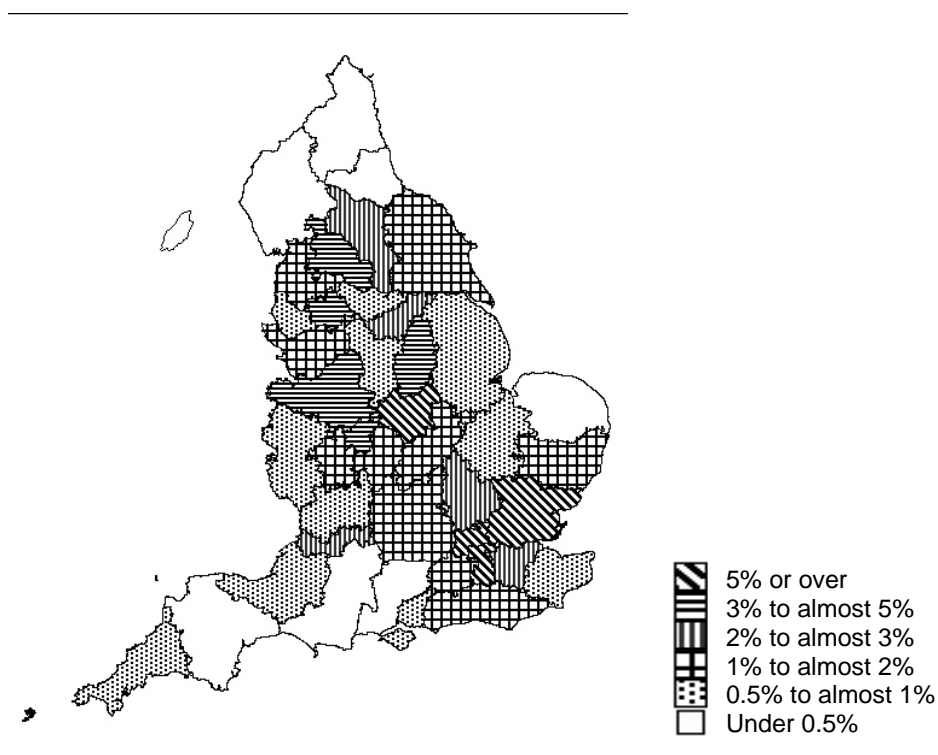 5% or over
3% to almost 5%
2% to almost 3%
1% to almost 2%
0.5% to almost 1%
Under 0.5%